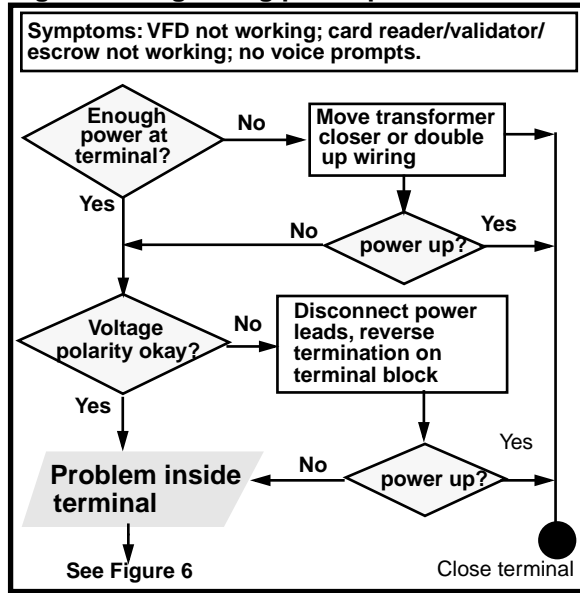 Symptoms: VFD not working; card reader/validator/
escrow not working; no voice prompts.
Enough
power at
terminal?
No
Move transformer
closer or double
up wiring
Yes
No
power up?
Yes
Voltage
polarity okay?
No
Disconnect power
leads, reverse
termination on
terminal block
Yes
Problem inside
terminal
No
power up?
Yes
See Figure 6
Close terminal